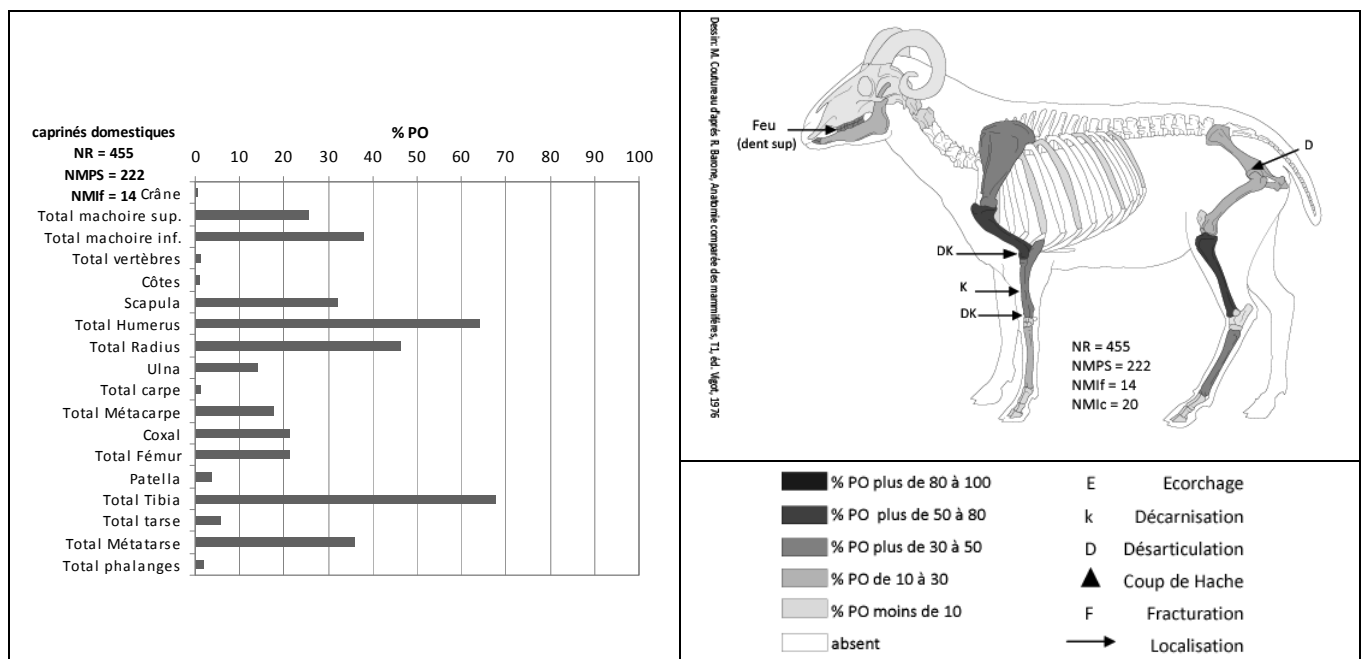 caprinés domestiques
NR = 455
NMPS = 222
NMIf = 14
% PO
0 10 20 30 40 50 60 70 80 90 100
Crâne
Total machoire sup.
Total machoire inf.
Total vertèbres
Côtes
Scapula
Total Humerus
Total Radius
Ulna
Total carpe
Total Métacarpe
Coxal
Total Fémur
Patella
Total Tibia
Total tarse
Total Métatarse
Total phalanges
Dessin: M. Coutureau d'après R. Barone, Anatomie comparée des mammifères, T1, éd. Vigot, 1976
Feu
(dent sup)
D
DK
K
DK
NR = 455
NMPS = 222
NMIf = 14
NMIc = 20
% PO plus de 80 à 100
% PO plus de 50 à 80
% PO plus de 30 à 50
% PO de 10 à 30
% PO moins de 10
absent
E Ecorchage
k Décarnisation
D Désarticulation
Coup de Hache
F Fracturation
Localisation